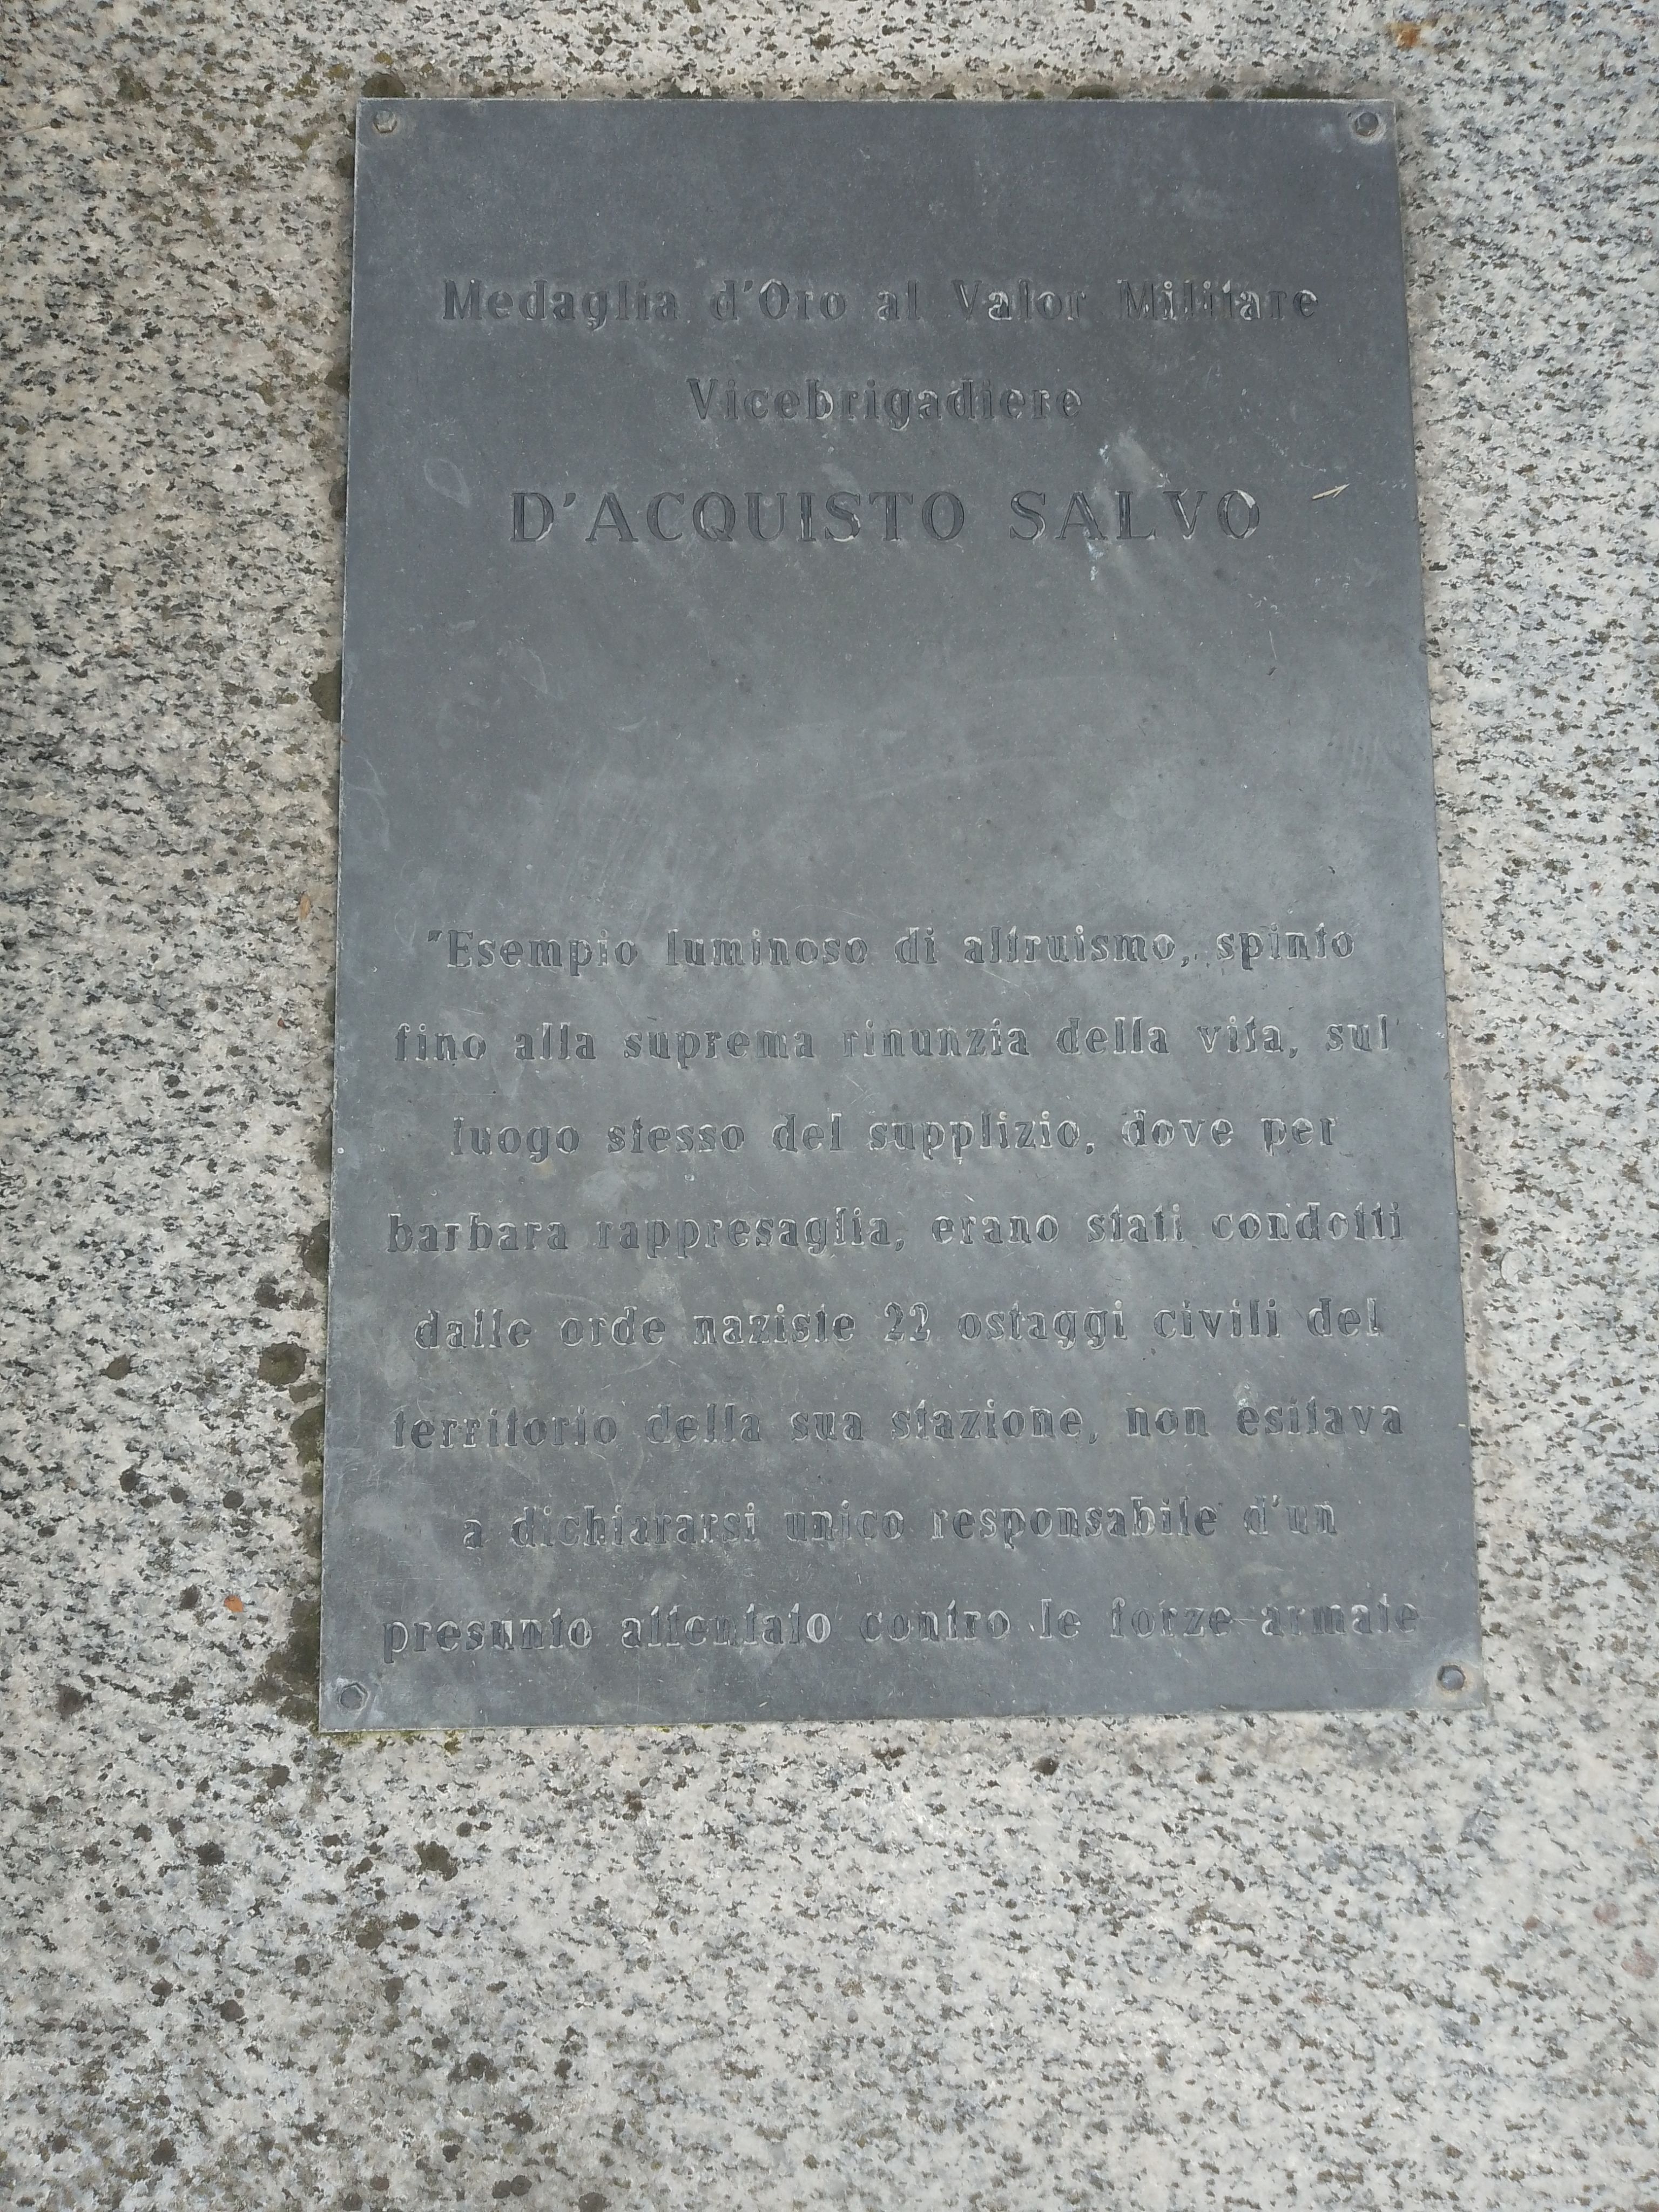 Medaglia d'Oro al Valor Militare
Vicebrigadiere
D'ACQUISTO SALVO
"Esempio luminoso di altruismo, spinto
fino alla suprema rinunzia della vita, sul
luogo stesso del supplizio, dove per
barbara rappresaglia, erano stati condotti
dalle orde naziste 22 ostaggi civili del
territorio della sua stazione, non esitava
a dichiararsi unico responsabile d'un
presunto attentato contro le forze armate